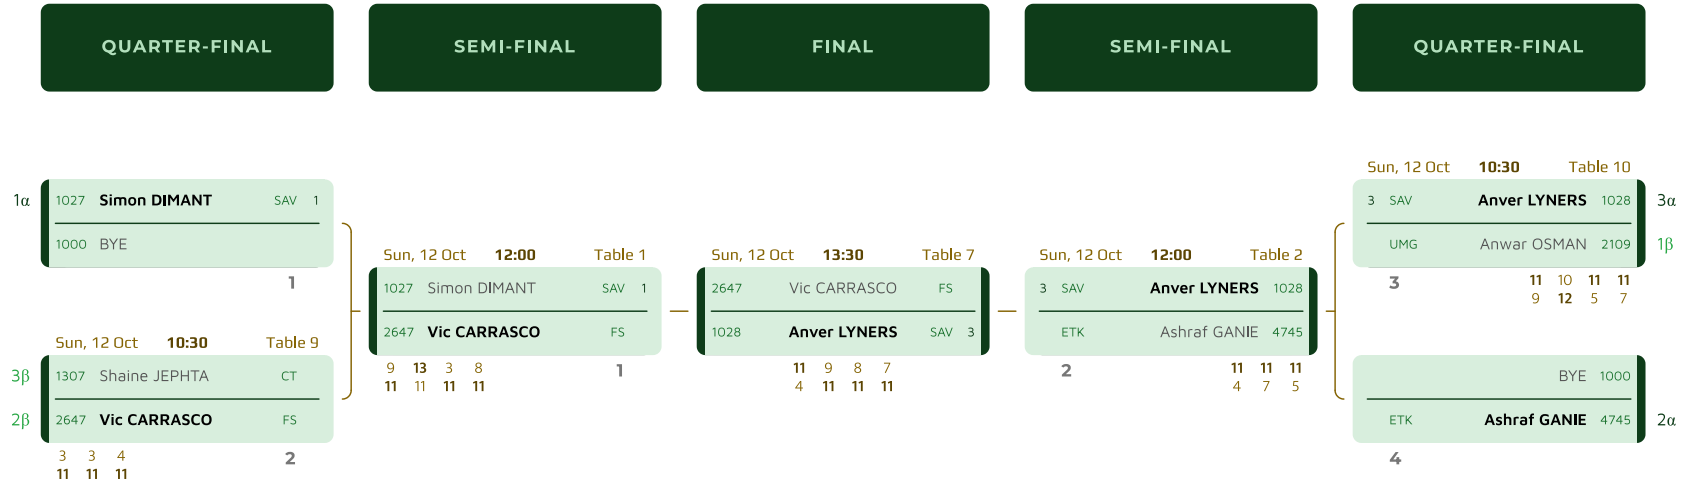 QUARTER-FINAL
SEMI-FINAL
FINAL
SEMI-FINAL
QUARTER-FINAL
1α 1027 Simon DIMANT SAV 1
1000 BYE
1
Sun, 12 Oct 10:30 Table 9
3β 1307 Shaine JEPHTA CT
2β 2647 Vic CARRASCO FS
3 3 4
11 11 11
2
Sun, 12 Oct 12:00 Table 1
1027 Simon DIMANT SAV 1
2647 Vic CARRASCO FS
9 13 3 8
11 11 11 11
1
Sun, 12 Oct 13:30 Table 7
2647 Vic CARRASCO FS
1028 Anver LYNERS SAV 3
11 9 8 7
4 11 11 11
Sun, 12 Oct 12:00 Table 2
3 SAV Anver LYNERS 1028
ETK Ashraf GANIE 4745
2
11 11 11
4 7 5
Sun, 12 Oct 10:30 Table 10
3 SAV Anver LYNERS 1028 3α
UMG Anwar OSMAN 2109 1β
3
11 10 11 11
9 12 5 7
BYE 1000
ETK Ashraf GANIE 4745 2α
4